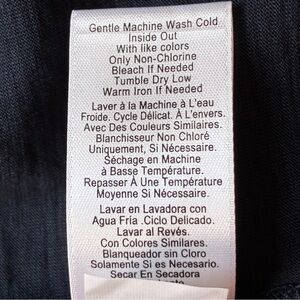 Gentle Machine Wash Cold
Inside Out
With like colors
Only Non-Chlorine
Bleach If Needed
Tumble Dry Low
Warm Iron If Needed
Laver à la Machine à L'eau
Froide. Cycle Délicat. À L'envers.
Avec Des Couleurs Similaires.
Blanchisseur Non Chloré
Uniquement, Si Nécessaire.
Séchage en Machine
à Basse Température.
Repasser À Une Température
Moyenne Si Nécessaire.
Lavar en Lavadora con
Agua Fría .Ciclo Delicado.
Lavar al Revés.
Con Colores Similares.
Blanqueador sin Cloro
Solamente Si es Necesario.
Secar En Secadora